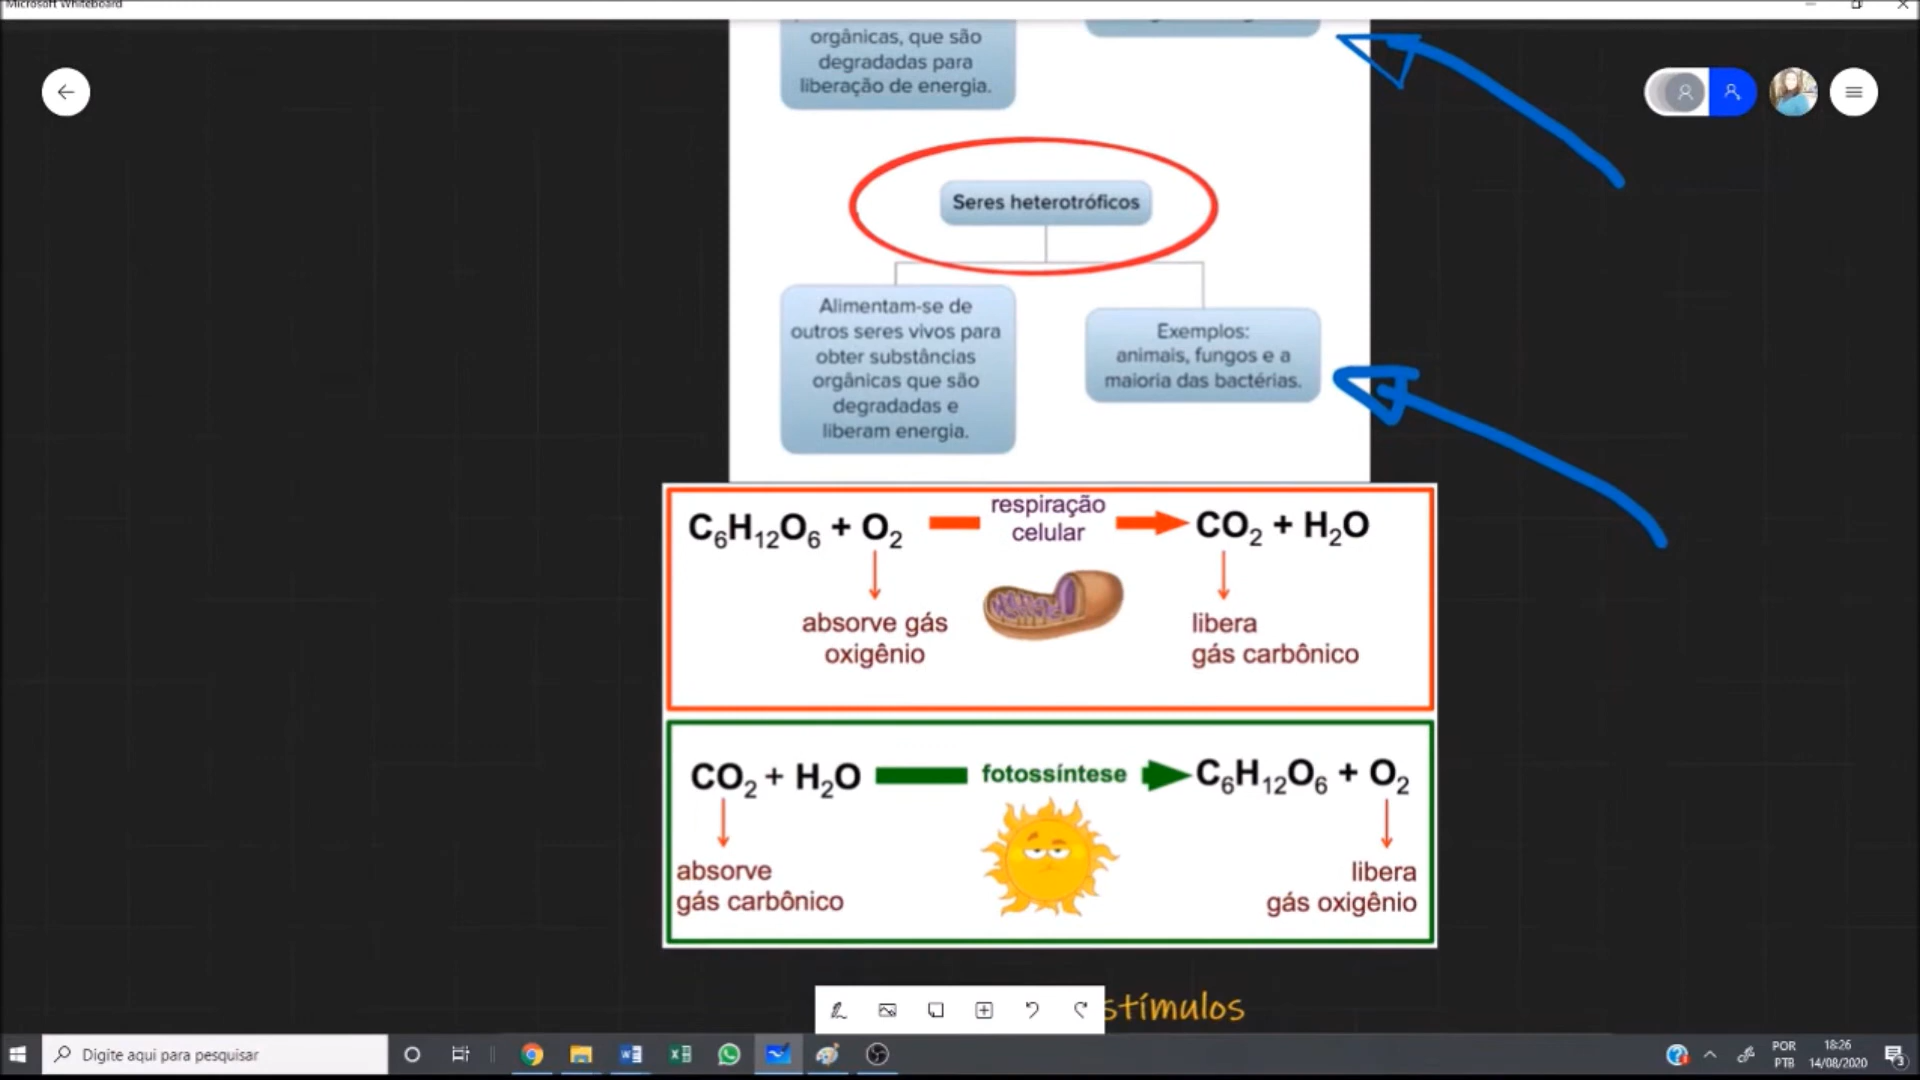 Microsoft Whiteboard
orgânicas, que são
degradadas para
liberação de energia.
Seres heterotróficos
Alimentam-se de
outros seres vivos para
obter substâncias
orgânicas que são
degradadas e
liberam energia.
Exemplos:
animais, fungos e a
maioria das bactérias.
C₆H₁₂O₆ + O₂
respiração
celular
CO₂ + H₂O
absorve gás
oxigênio
libera
gás carbônico
CO₂ + H₂O
fotossíntese
C₆H₁₂O₆ + O₂
absorve
gás carbônico
libera
gás oxigênio
stímulos
Digite aqui para pesquisar
POR
PTB
18:26
14/08/2020
3